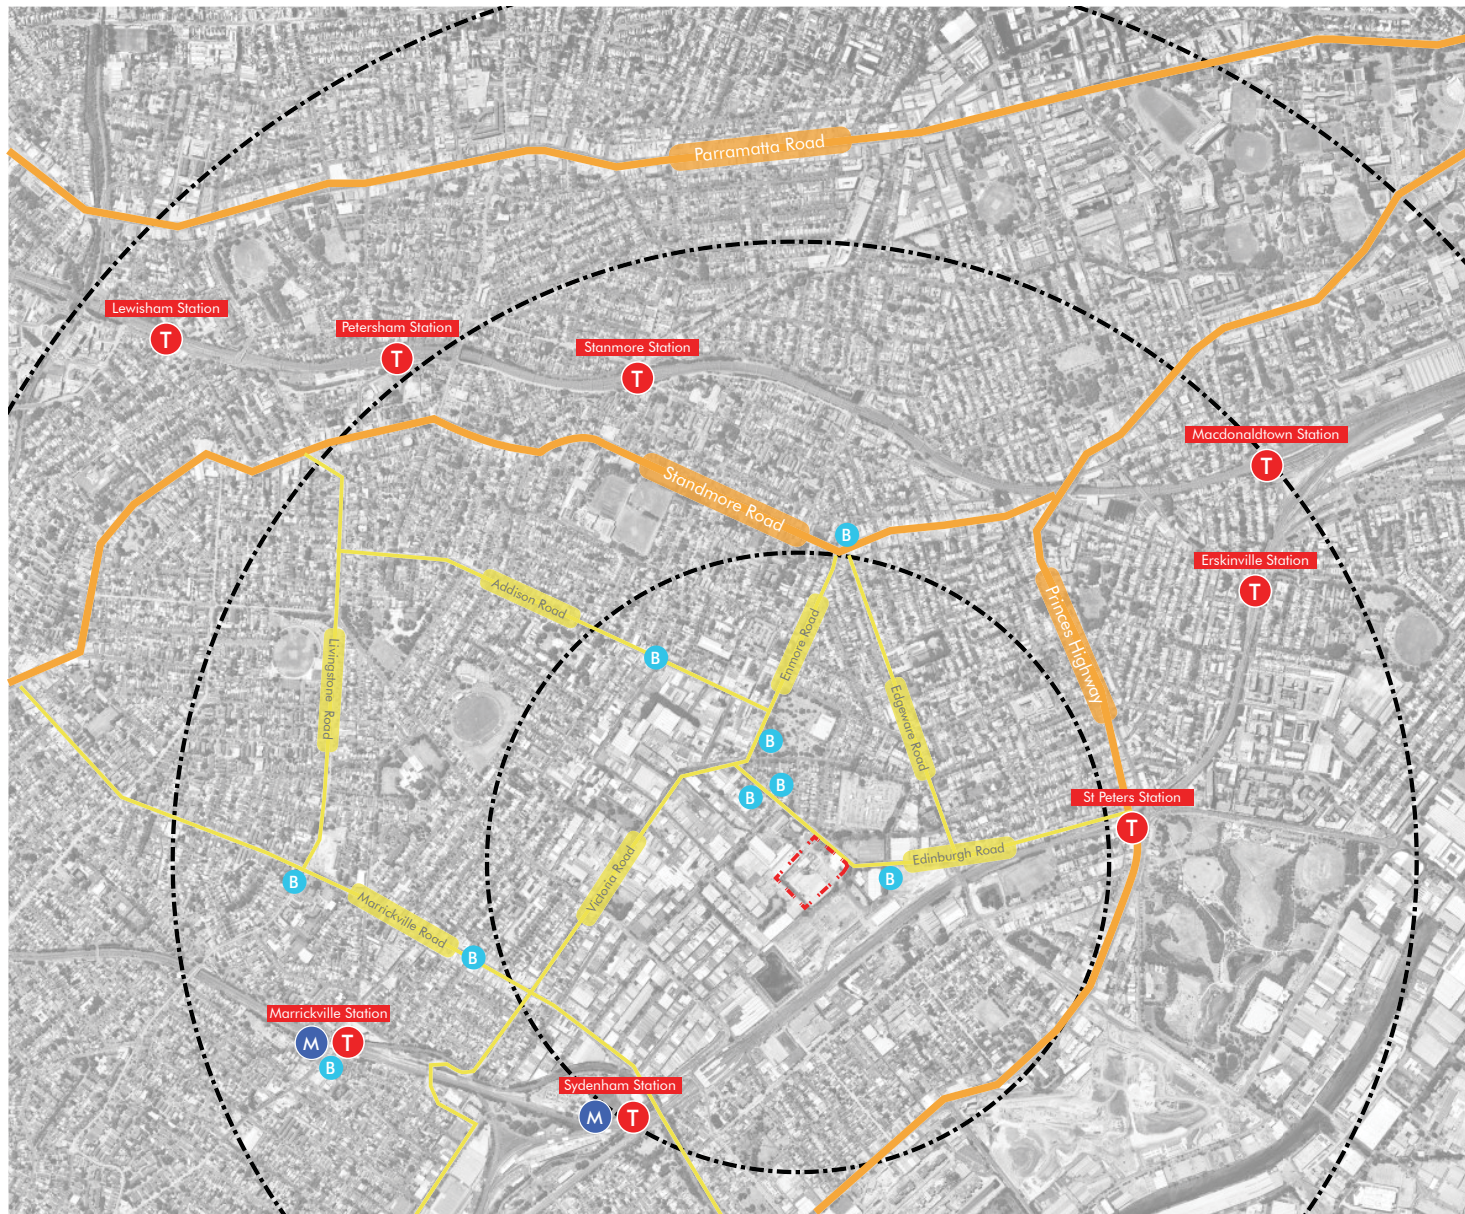 Parramatta Road
Lewisham Station
T
Petersham Station
T
Stanmore Station
T
Macdonaldtown Station
T
Standmore Road
B
Erskinville Station
T
Addison Road
Enmore Road
Princes Highway
Livingstone Road
B
Edgeware Road
B
B
B
St Peters Station
T
Victoria Road
Edinburgh Road
B
B
Marrickville Road
B
Marrickville Station
M
T
B
Sydenham Station
M
T